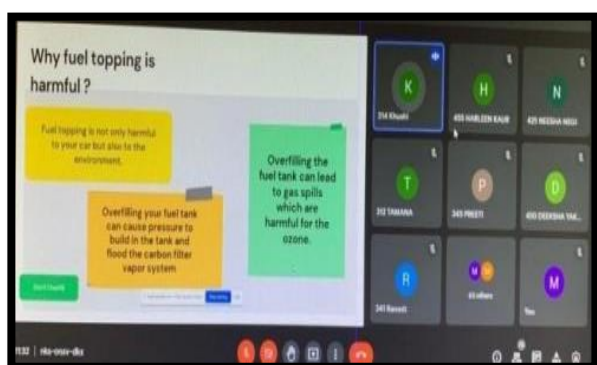 Why fuel topping is
harmful ?
Fuel topping is not only harmful
to your car but also to the
environment.
Overfilling your fuel tank
can cause pressure to
build in the tank and
flood the carbon filter
vapor system
Overfilling the
fuel tank can lead
to gas spills
which are
harmful for the
ozone.
K
314 Khushi
H
455 HARLEEN KAUR
N
425 NEESHA NEGI
T
312 TAMANA
P
345 PREETI
D
DEEKSHA
R
341
M
M
others
M
You
11:32